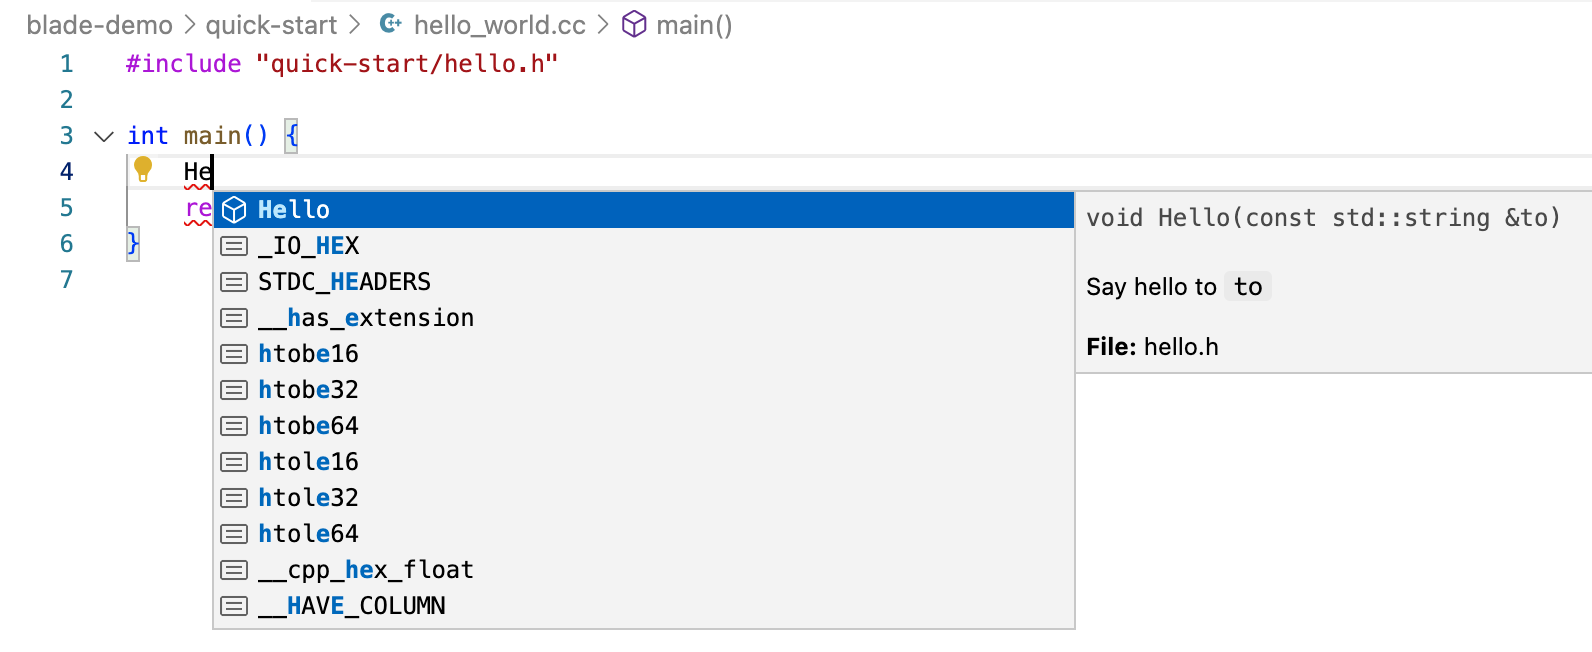 blade-demo > quick-start > hello_world.cc > main()
1 #include "quick-start/hello.h"
2
3 int main() {
4 He
5 re
6 }
7
Hello
_IO_HEX
STDC_HEADERS
__has_extension
htobe16
htobe32
htobe64
htole16
htole32
htole64
__cpp_hex_float
__HAVE_COLUMN
void Hello(const std::string &to)
Say hello to to
File: hello.h